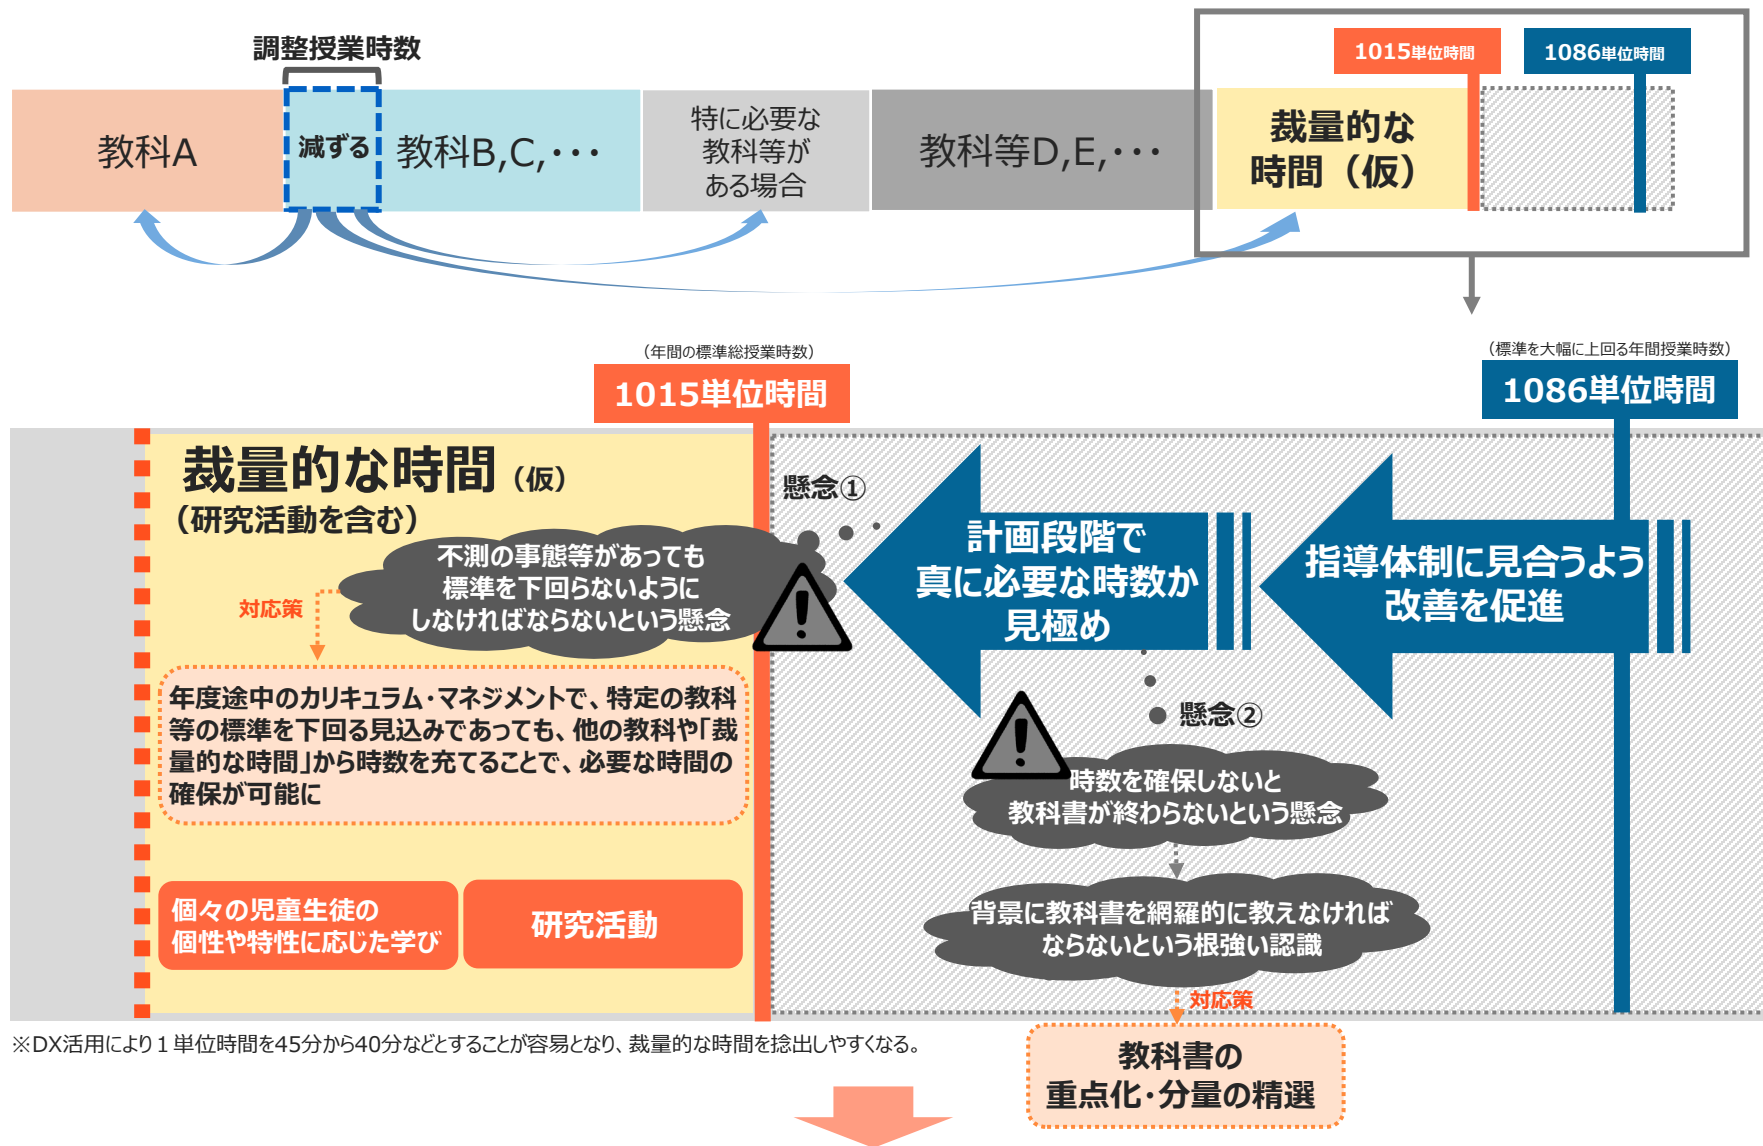 調整授業時数
1015単位時間
1086単位時間
教科A
減ずる
教科B,C,･･･
特に必要な
教科等が
ある場合
教科等D,E,･･･
裁量的な
時間（仮）
（年間の標準総授業時数）
1015単位時間
（標準を大幅に上回る年間授業時数）
1086単位時間
裁量的な時間（仮）
（研究活動を含む）
懸念①
不測の事態等があっても
標準を下回らないように
しなければならないという懸念
対応策
年度途中のカリキュラム・マネジメントで、特定の教科
等の標準を下回る見込みであっても、他の教科や「裁
量的な時間」から時数を充てることで、必要な時間の
確保が可能に
個々の児童生徒の
個性や特性に応じた学び
研究活動
計画段階で
真に必要な時数か
見極め
指導体制に見合うよう
改善を促進
懸念②
時数を確保しないと
教科書が終わらないという懸念
背景に教科書を網羅的に教えなければ
ならないという根強い認識
対応策
教科書の
重点化・分量の精選
※DX活用により１単位時間を45分から40分などとすることが容易となり、裁量的な時間を捻出しやすくなる。